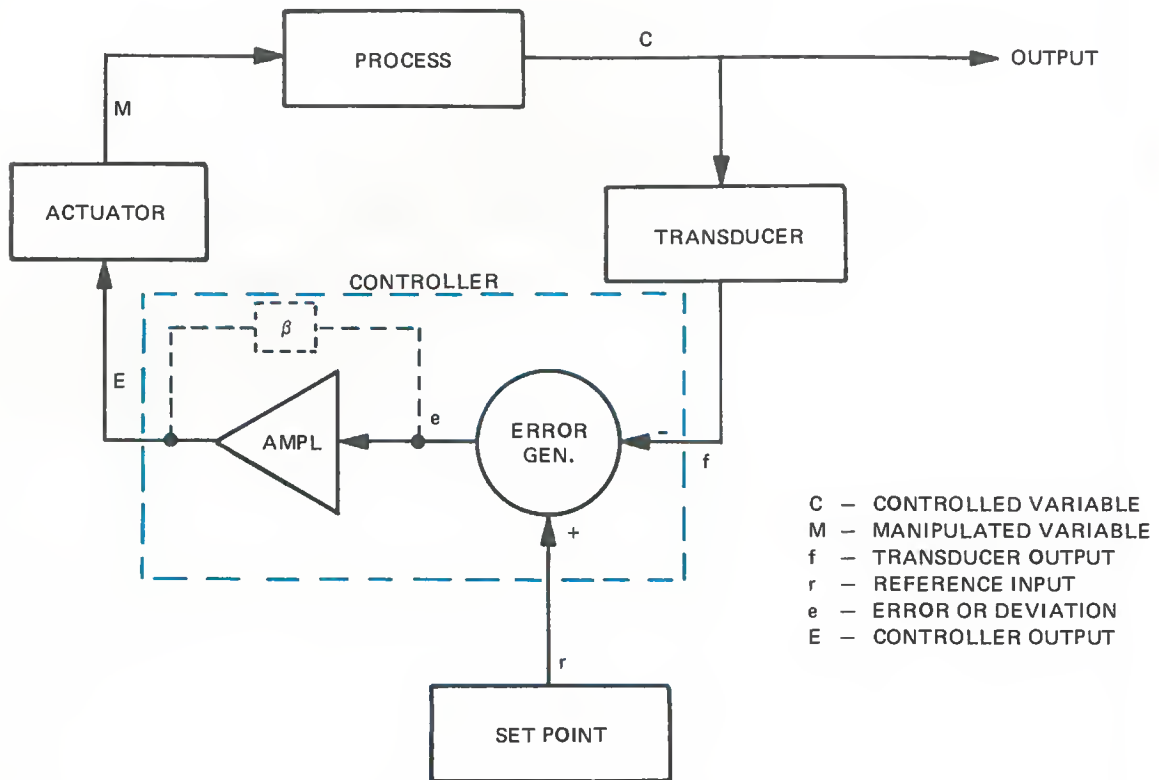 PROCESS
C
OUTPUT
M
ACTUATOR
TRANSDUCER
CONTROLLER
β
E
AMPL
e
ERROR
GEN.
-
f
+
r
SET POINT
C – CONTROLLED VARIABLE
M – MANIPULATED VARIABLE
f – TRANSDUCER OUTPUT
r – REFERENCE INPUT
e – ERROR OR DEVIATION
E – CONTROLLER OUTPUT